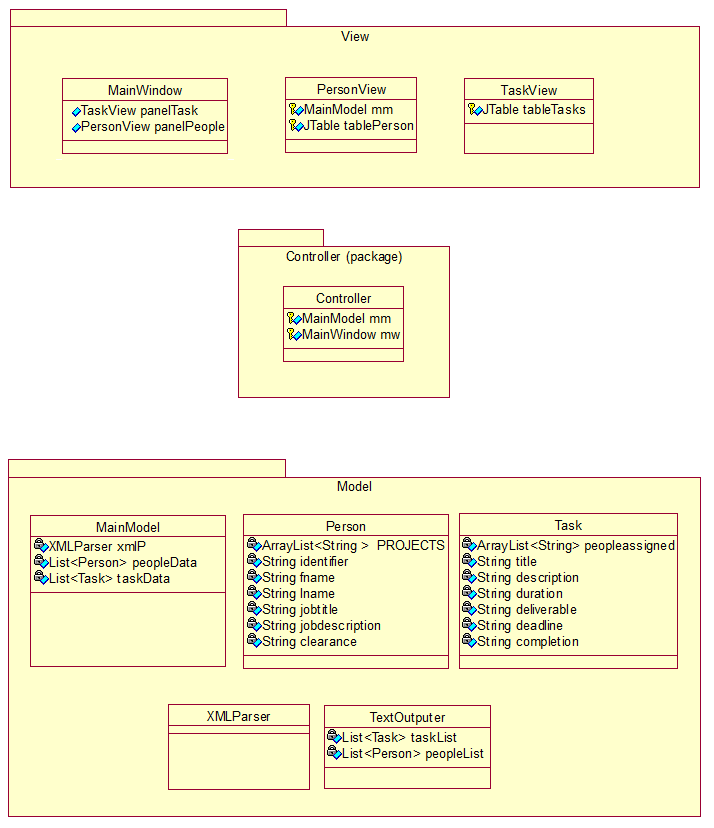 View
MainWindow
TaskView panelTask
PersonView panelPeople
PersonView
MainModel mm
JTable tablePerson
TaskView
JTable tableTasks
Controller (package)
Controller
MainModel mm
MainWindow mw
Model
MainModel
XMLParser xmlP
List<Person> peopleData
List<Task> taskData
Person
ArrayList<String > PROJECTS
String identifier
String fname
String lname
String jobtitle
String jobdescription
String clearance
Task
ArrayList<String> peopleassigned
String title
String description
String duration
String deliverable
String deadline
String completion
XMLParser
TextOutputer
List<Task> taskList
List<Person> peopleList